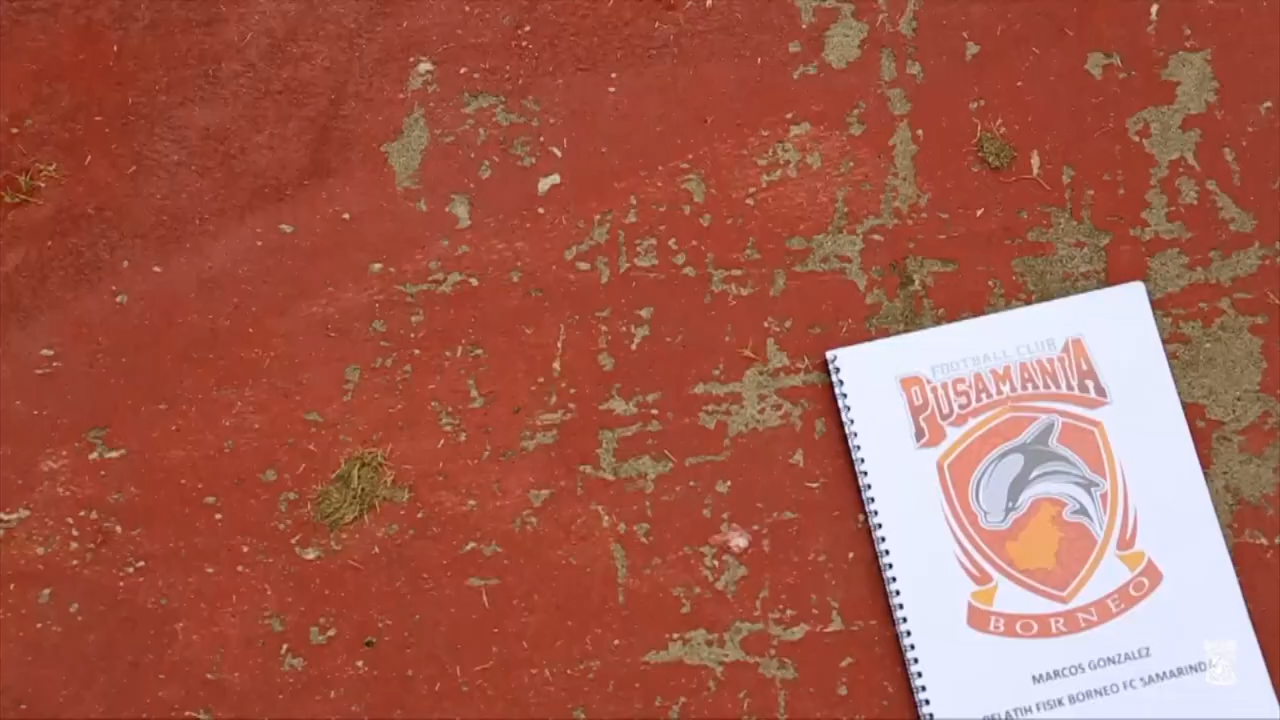 FOOTBALL CLUB
PUSAMANIA
BORNEO
MARCOS GONZALEZ
PELATIH FISIK BORNEO FC SAMARINDA